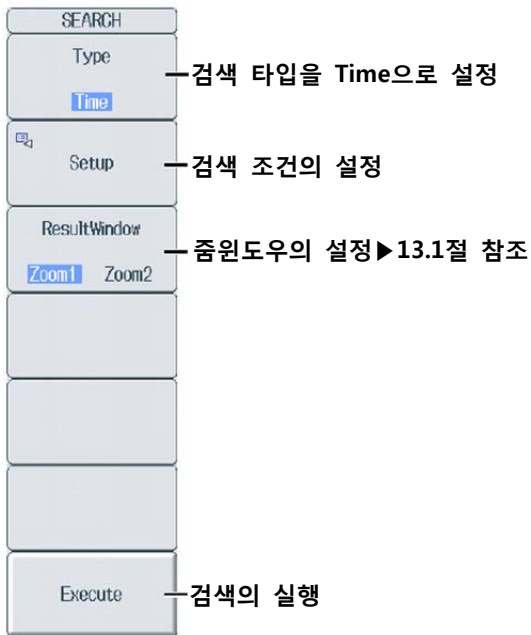 SEARCH
Type
Time
검색 타입을 Time으로 설정
Setup
검색 조건의 설정
ResultWindow
Zoom1 Zoom2
줌윈도우의 설정▶13.1절 참조
Execute
검색의 실행